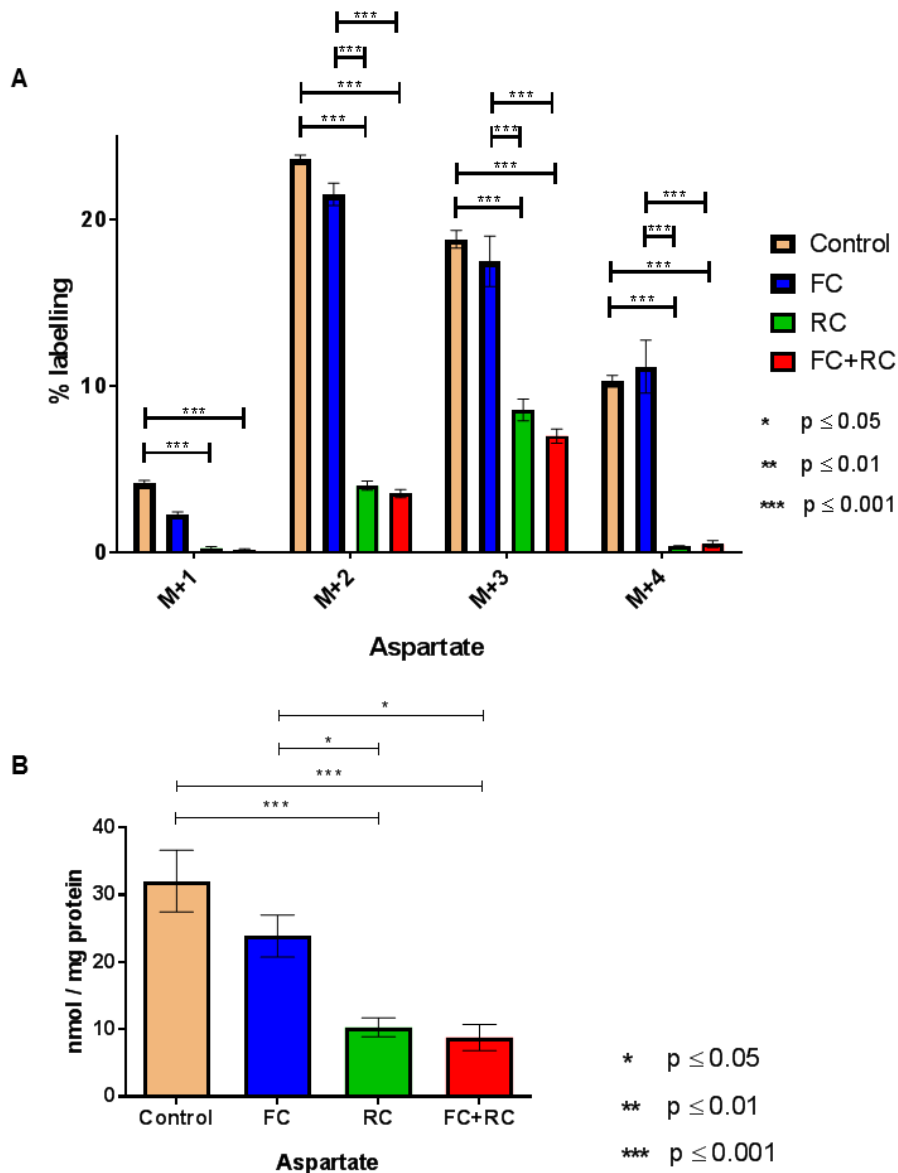 A
***
***
***
***
***
***
***
***
***
***
***
***
***
***
% labelling
20
10
0
M+1
M+2
M+3
M+4
Aspartate
Control
FC
RC
FC+RC
* p ≤ 0.05
** p ≤ 0.01
*** p ≤ 0.001
B
*
*
***
***
nmol / mg protein
40
30
20
10
0
Control FC RC FC+RC
Aspartate
* p ≤ 0.05
** p ≤ 0.01
*** p ≤ 0.001